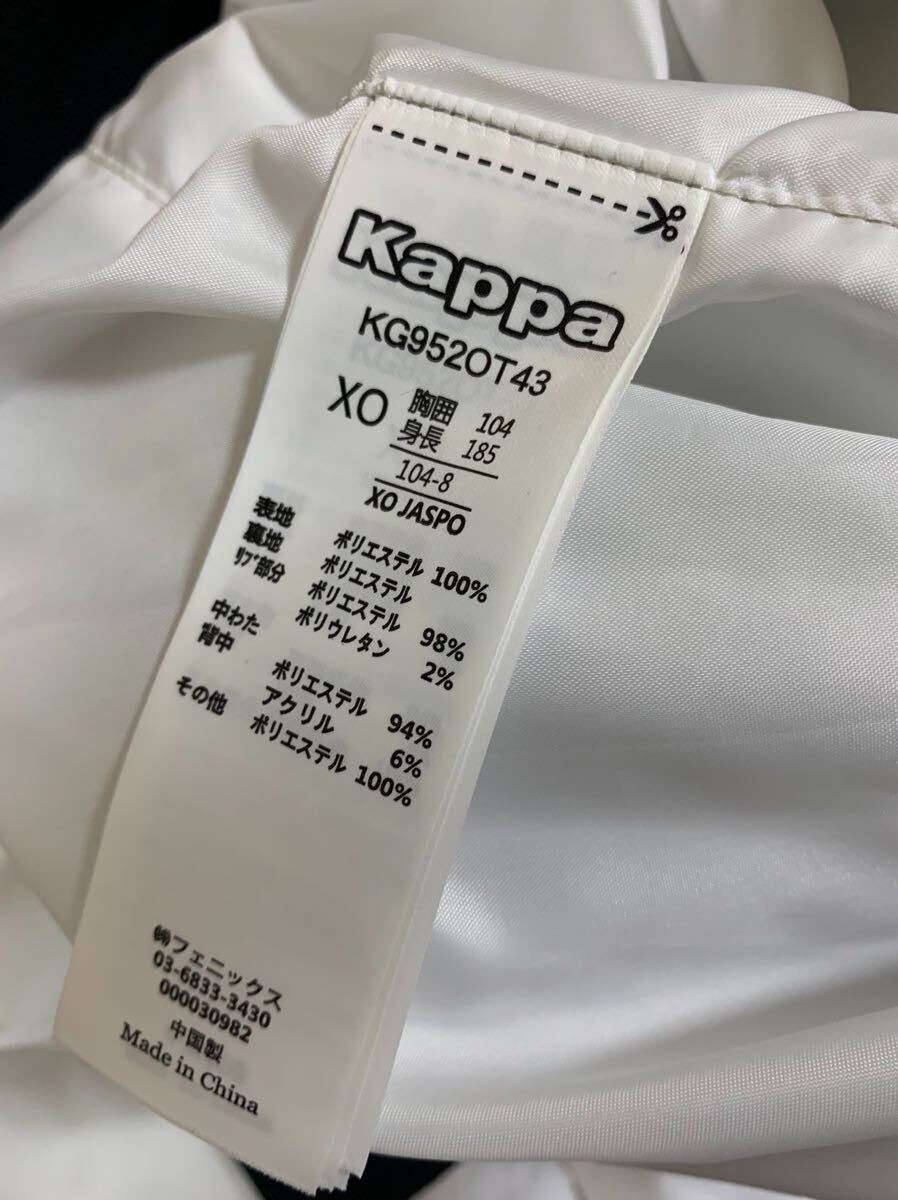 Kappa
KG952OT43
XO 胸囲 104
身長 185
104-8
XO JASPO
表地 ポリエステル 100%
裏地 ポリエステル
リブ部分 ポリエステル 98%
ポリウレタン 2%
中わた
背中 ポリエステル 94%
アクリル 6%
その他 ポリエステル 100%
㈱フェニックス
03-6833-3430
000030982
中国製
Made in China